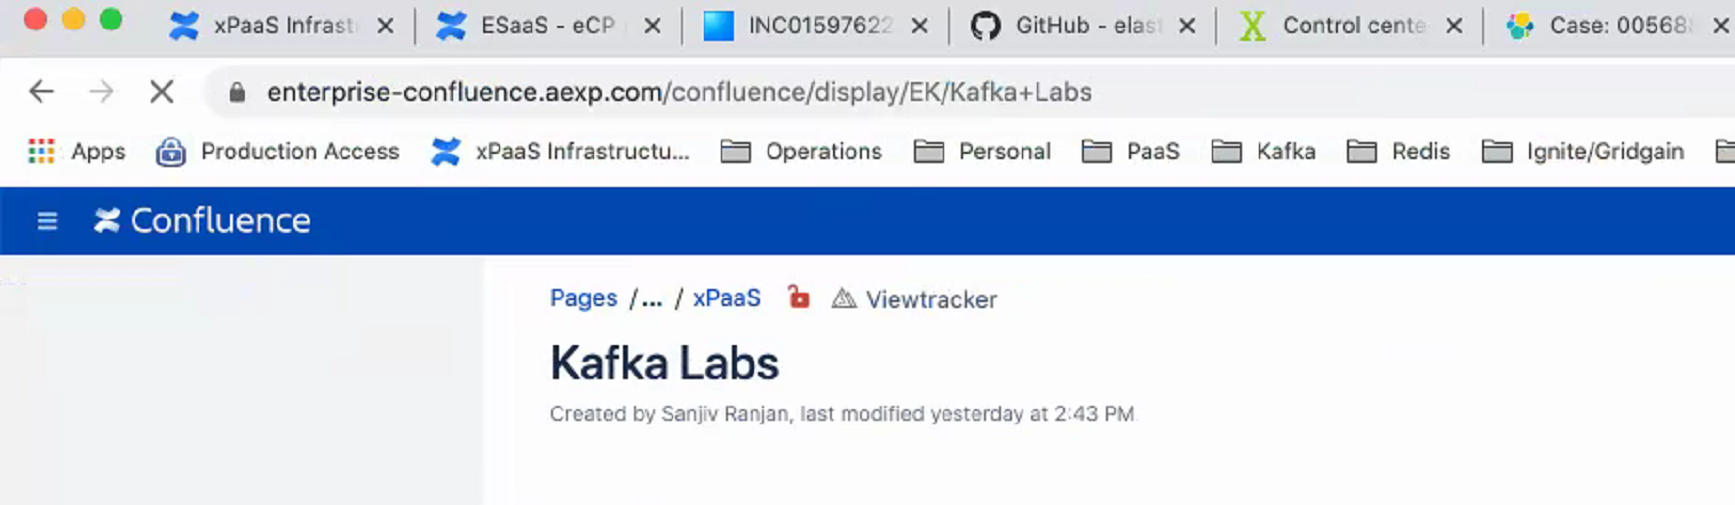 xPaaS Infrast ESaaS - eCP INC01597622 GitHub - elast Control cente Case: 00568
enterprise-confluence.aexp.com/confluence/display/EK/Kafka+Labs
Apps Production Access xPaaS Infrastructu... Operations Personal PaaS Kafka Redis Ignite/Gridgain
Confluence
Pages /... / xPaaS Viewtracker
Kafka Labs
Created by Sanjiv Ranjan, last modified yesterday at 2:43 PM